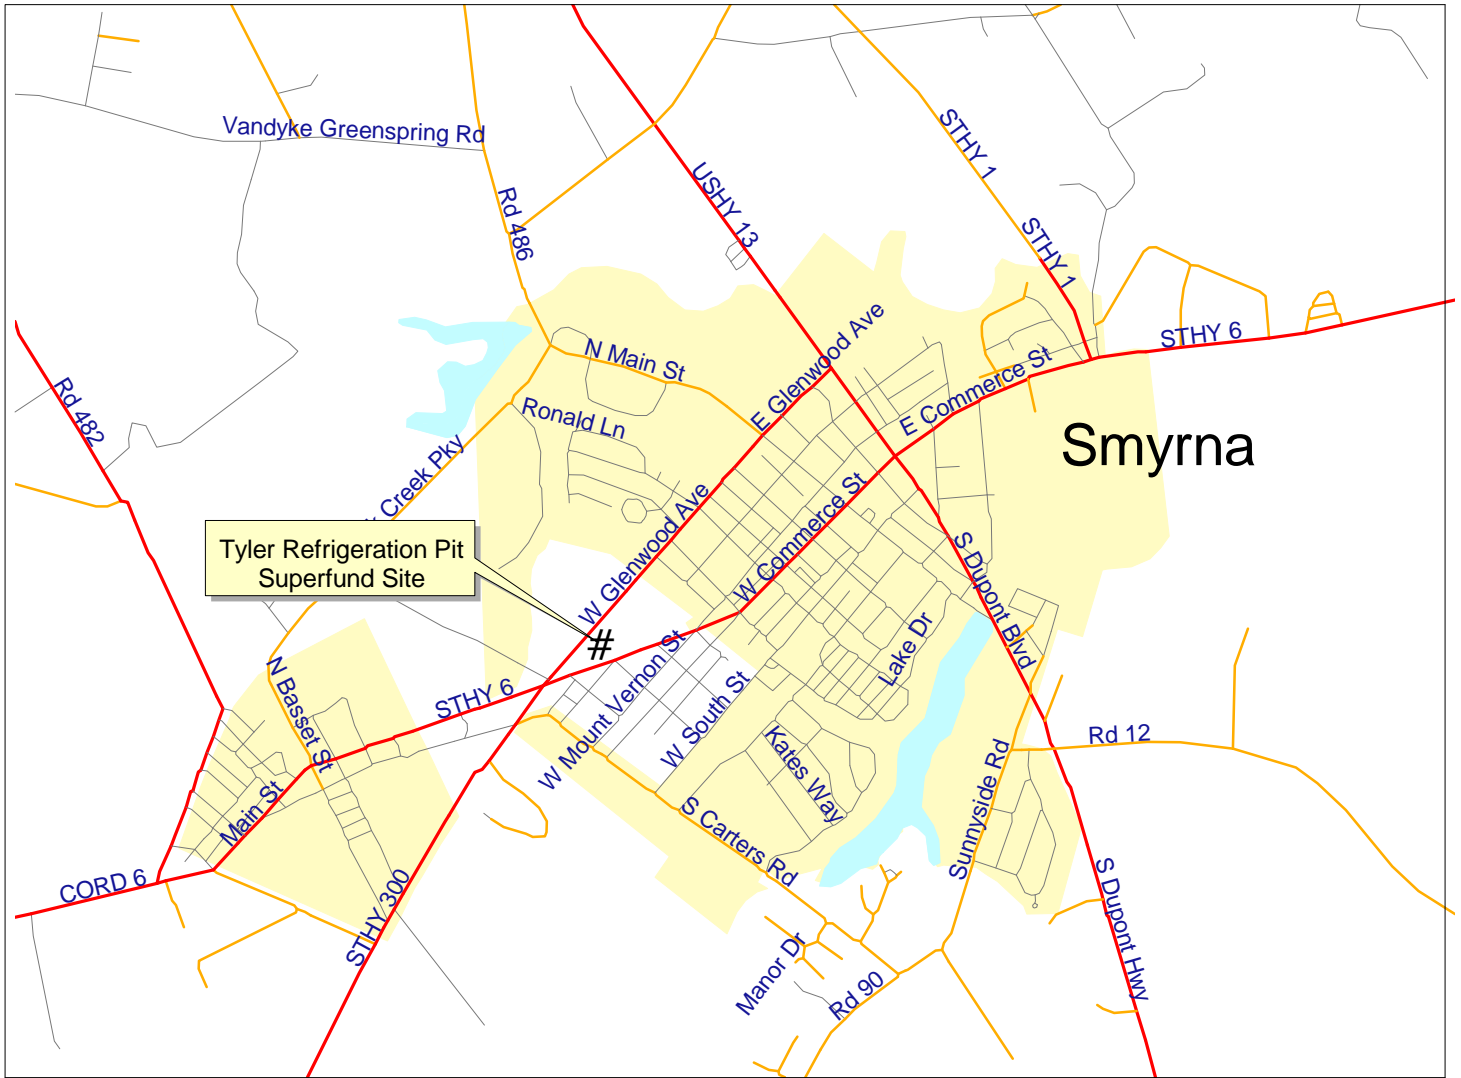 Vandyke Greenspring Rd
Rd 486
USHY 13
STHY 1
STHY 1
STHY 6
N Main St
E Glenwood Ave
E Commerce St
Rd 482
Ronald Ln
Smyrna
Creek Pky
W Glenwood Ave
W Commerce St
Tyler Refrigeration Pit
Superfund Site
#
S Dupont Blvd
Lake Dr
N Basset St
STHY 6
W Mount Vernon St
W South St
Kates Way
Rd 12
Main St
S Carters Rd
Sunnyside Rd
CORD 6
STHY 300
S Dupont Hwy
Manor Dr
Rd 90